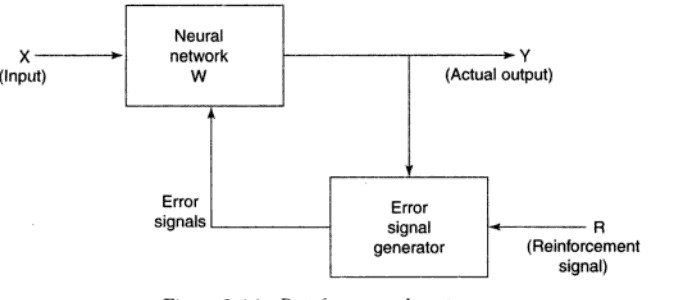 Neural
network
W
X
(Input)
Y
(Actual output)
Error
signals
Error
signal
generator
R
(Reinforcement
signal)